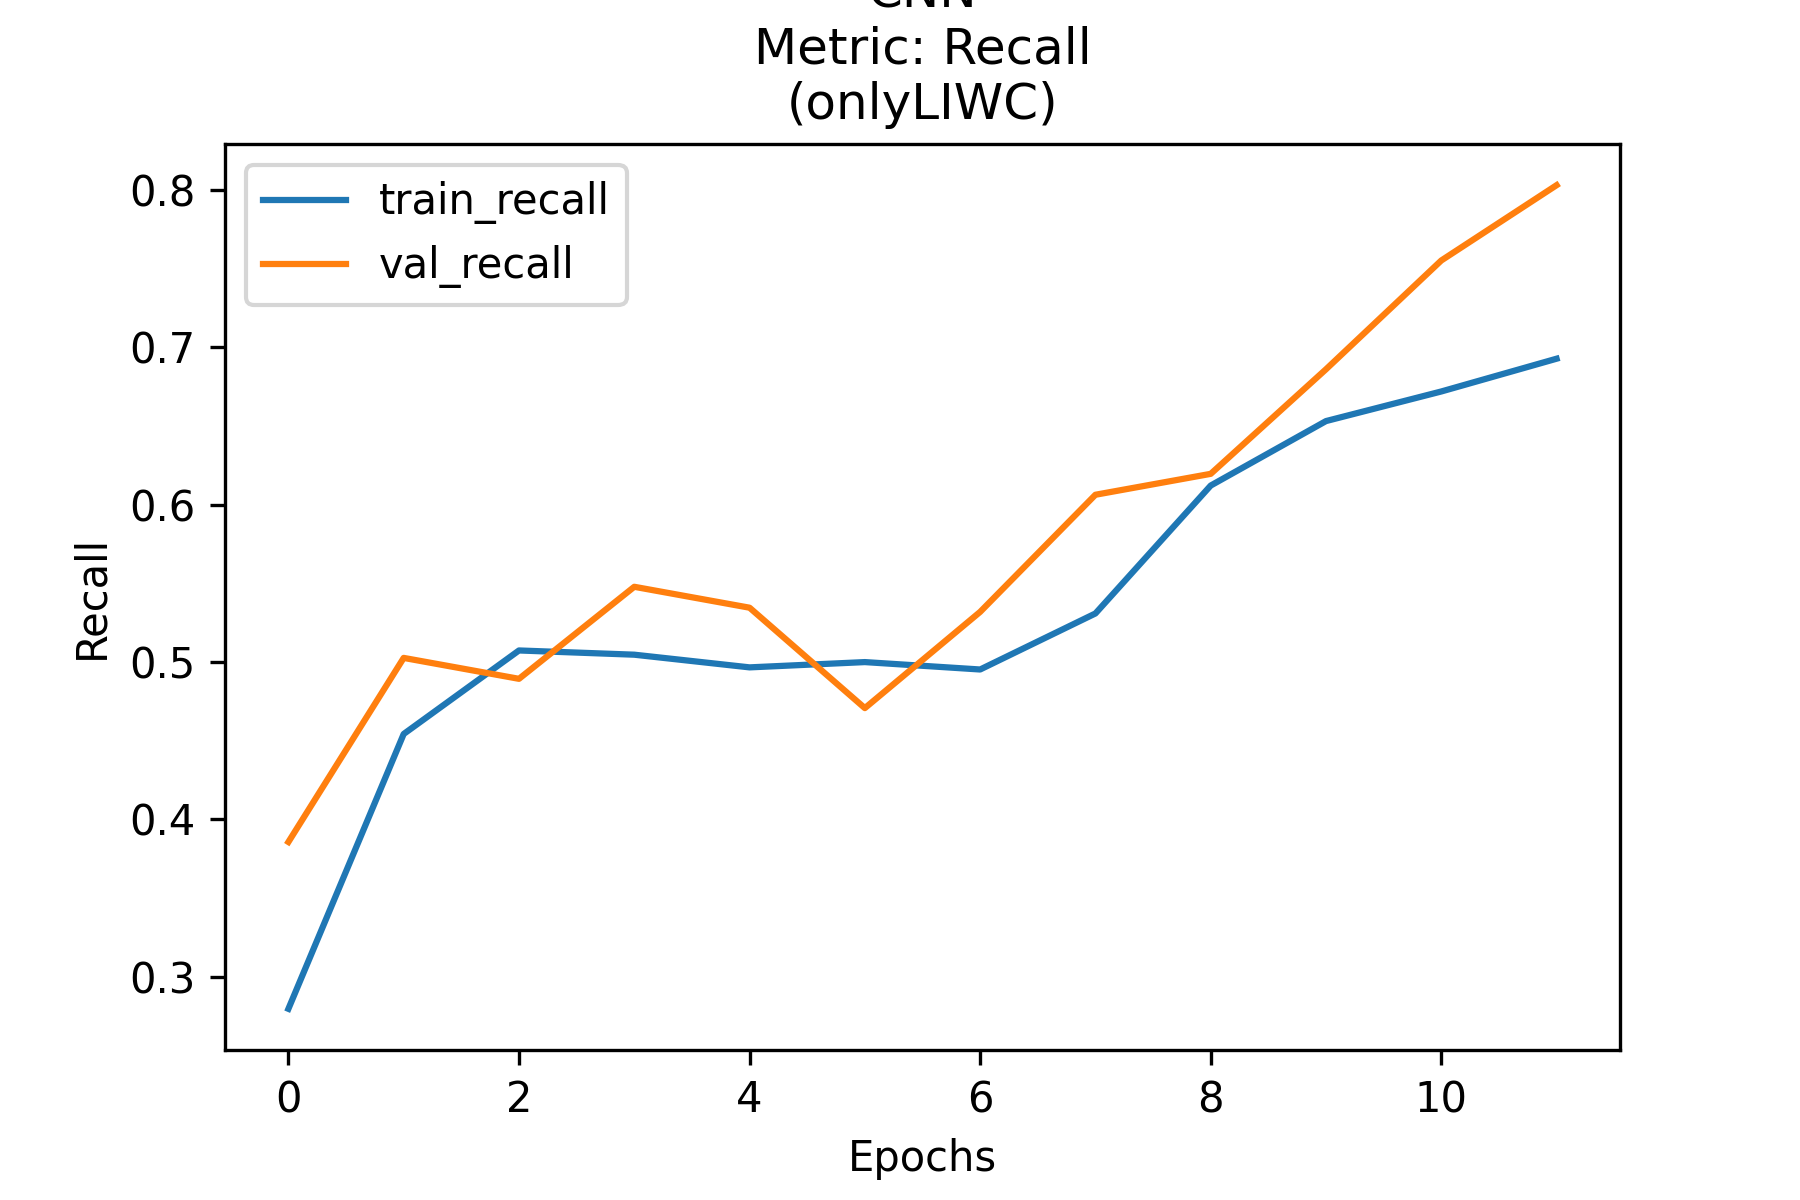 CNN
Metric: Recall
(onlyLIWC)
train_recall
val_recall
0.8
0.7
0.6
0.5
0.4
0.3
Recall
0 2 4 6 8 10
Epochs